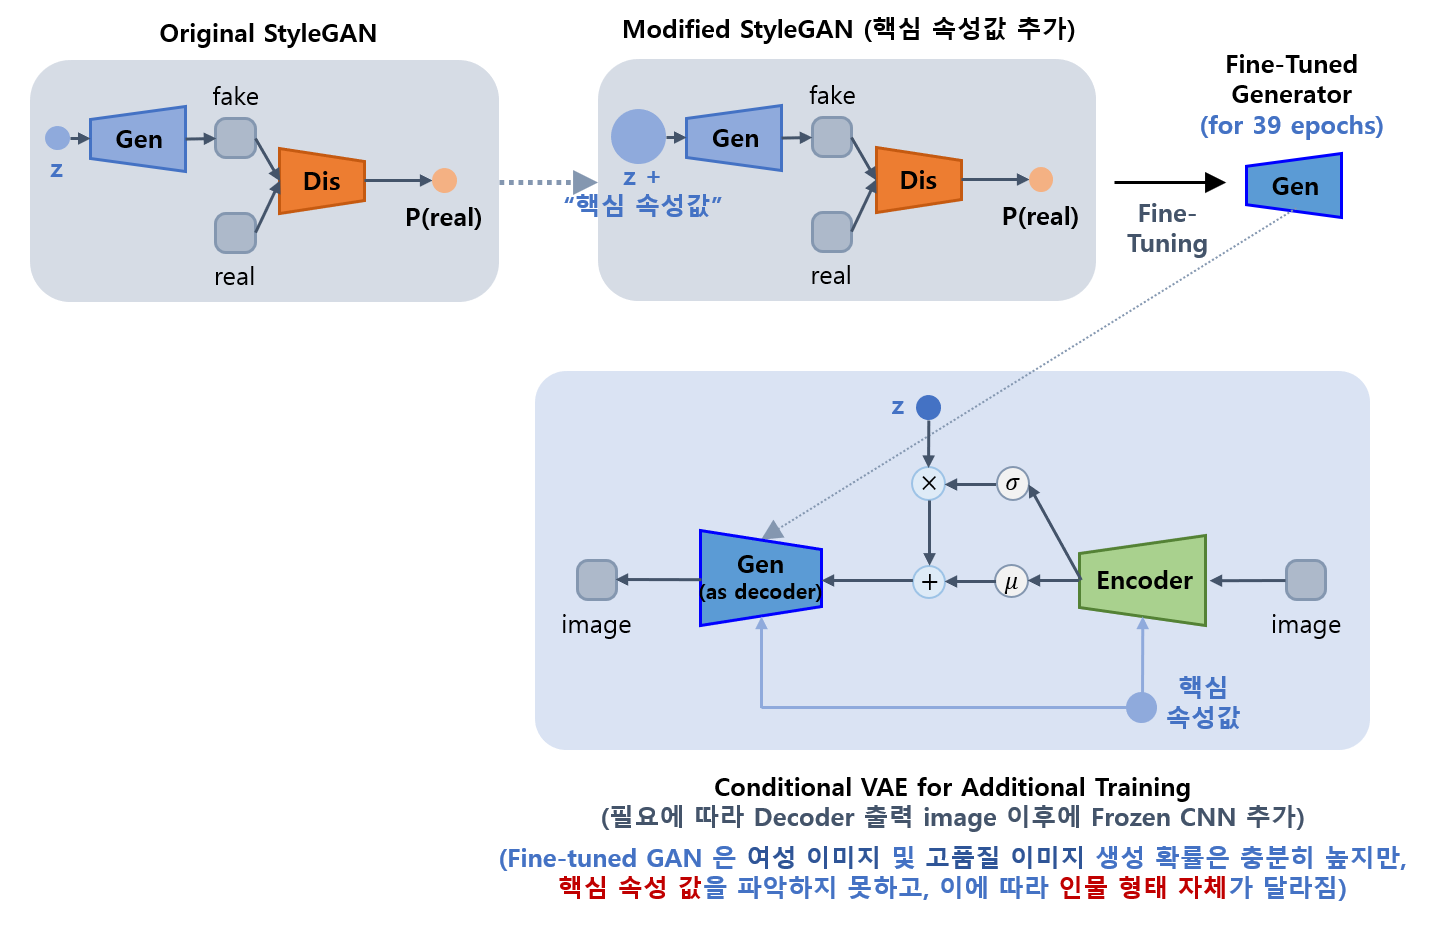 Original StyleGAN
fake
Gen
z
Dis
P(real)
real
Modified StyleGAN (핵심 속성값 추가)
fake
Gen
z +
“핵심 속성값”
Dis
P(real)
real
Fine-Tuned
Generator
(for 39 epochs)
Gen
Fine-
Tuning
z
×
σ
Gen
(as decoder)
+
μ
Encoder
image
image
핵심
속성값
Conditional VAE for Additional Training
(필요에 따라 Decoder 출력 image 이후에 Frozen CNN 추가)
(Fine-tuned GAN 은 여성 이미지 및 고품질 이미지 생성 확률은 충분히 높지만,
핵심 속성 값을 파악하지 못하고, 이에 따라 인물 형태 자체가 달라짐)